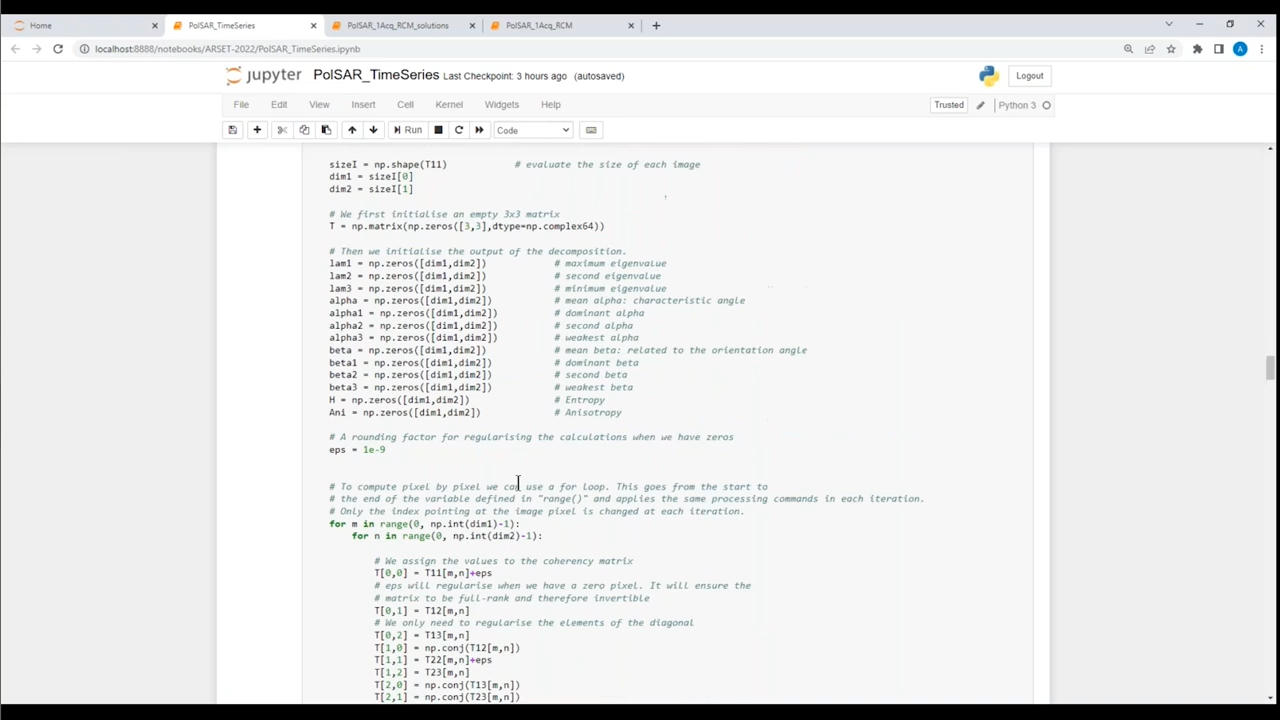 Home
PolSAR_TimeSeries
PolSAR_1Acq_RCM_solutions
PolSAR_1Acq_RCM
localhost:8888/notebooks/ARSET-2022/PolSAR_TimeSeries.ipynb
A
jupyter PolSAR_TimeSeries Last Checkpoint: 3 hours ago (autosaved)
Logout
File Edit View Insert Cell Kernel Widgets Help
Trusted Python 3
Run Code
sizeI = np.shape(T11) # evaluate the size of each image
dim1 = sizeI[0]
dim2 = sizeI[1]
# We first initialise an empty 3x3 matrix
T = np.matrix(np.zeros([3,3],dtype=np.complex64))
# Then we initialise the output of the decomposition.
lam1 = np.zeros([dim1,dim2]) # maximum eigenvalue
lam2 = np.zeros([dim1,dim2]) # second eigenvalue
lam3 = np.zeros([dim1,dim2]) # minimum eigenvalue
alpha = np.zeros([dim1,dim2]) # mean alpha: characteristic angle
alpha1 = np.zeros([dim1,dim2]) # dominant alpha
alpha2 = np.zeros([dim1,dim2]) # second alpha
alpha3 = np.zeros([dim1,dim2]) # weakest alpha
beta = np.zeros([dim1,dim2]) # mean beta: related to the orientation angle
beta1 = np.zeros([dim1,dim2]) # dominant beta
beta2 = np.zeros([dim1,dim2]) # second beta
beta3 = np.zeros([dim1,dim2]) # weakest beta
H = np.zeros([dim1,dim2]) # Entropy
Ani = np.zeros([dim1,dim2]) # Anisotropy
# A rounding factor for regularising the calculations when we have zeros
eps = 1e-9
# To compute pixel by pixel we can use a for loop. This goes from the start to
# the end of the variable defined in "range()" and applies the same processing commands in each iteration.
# Only the index pointing at the image pixel is changed at each iteration.
for m in range(0, np.int(dim1)-1):
for n in range(0, np.int(dim2)-1):
# We assign the values to the coherency matrix
T[0,0] = T11[m,n]+eps
# eps will regularise when we have a zero pixel. It will ensure the
# matrix to be full-rank and therefore invertible
T[0,1] = T12[m,n]
# We only need to regularise the elements of the diagonal
T[0,2] = T13[m,n]
T[1,0] = np.conj(T12[m,n])
T[1,1] = T22[m,n]+eps
T[1,2] = T23[m,n]
T[2,0] = np.conj(T13[m,n])
T[2,1] = np.conj(T23[m,n])